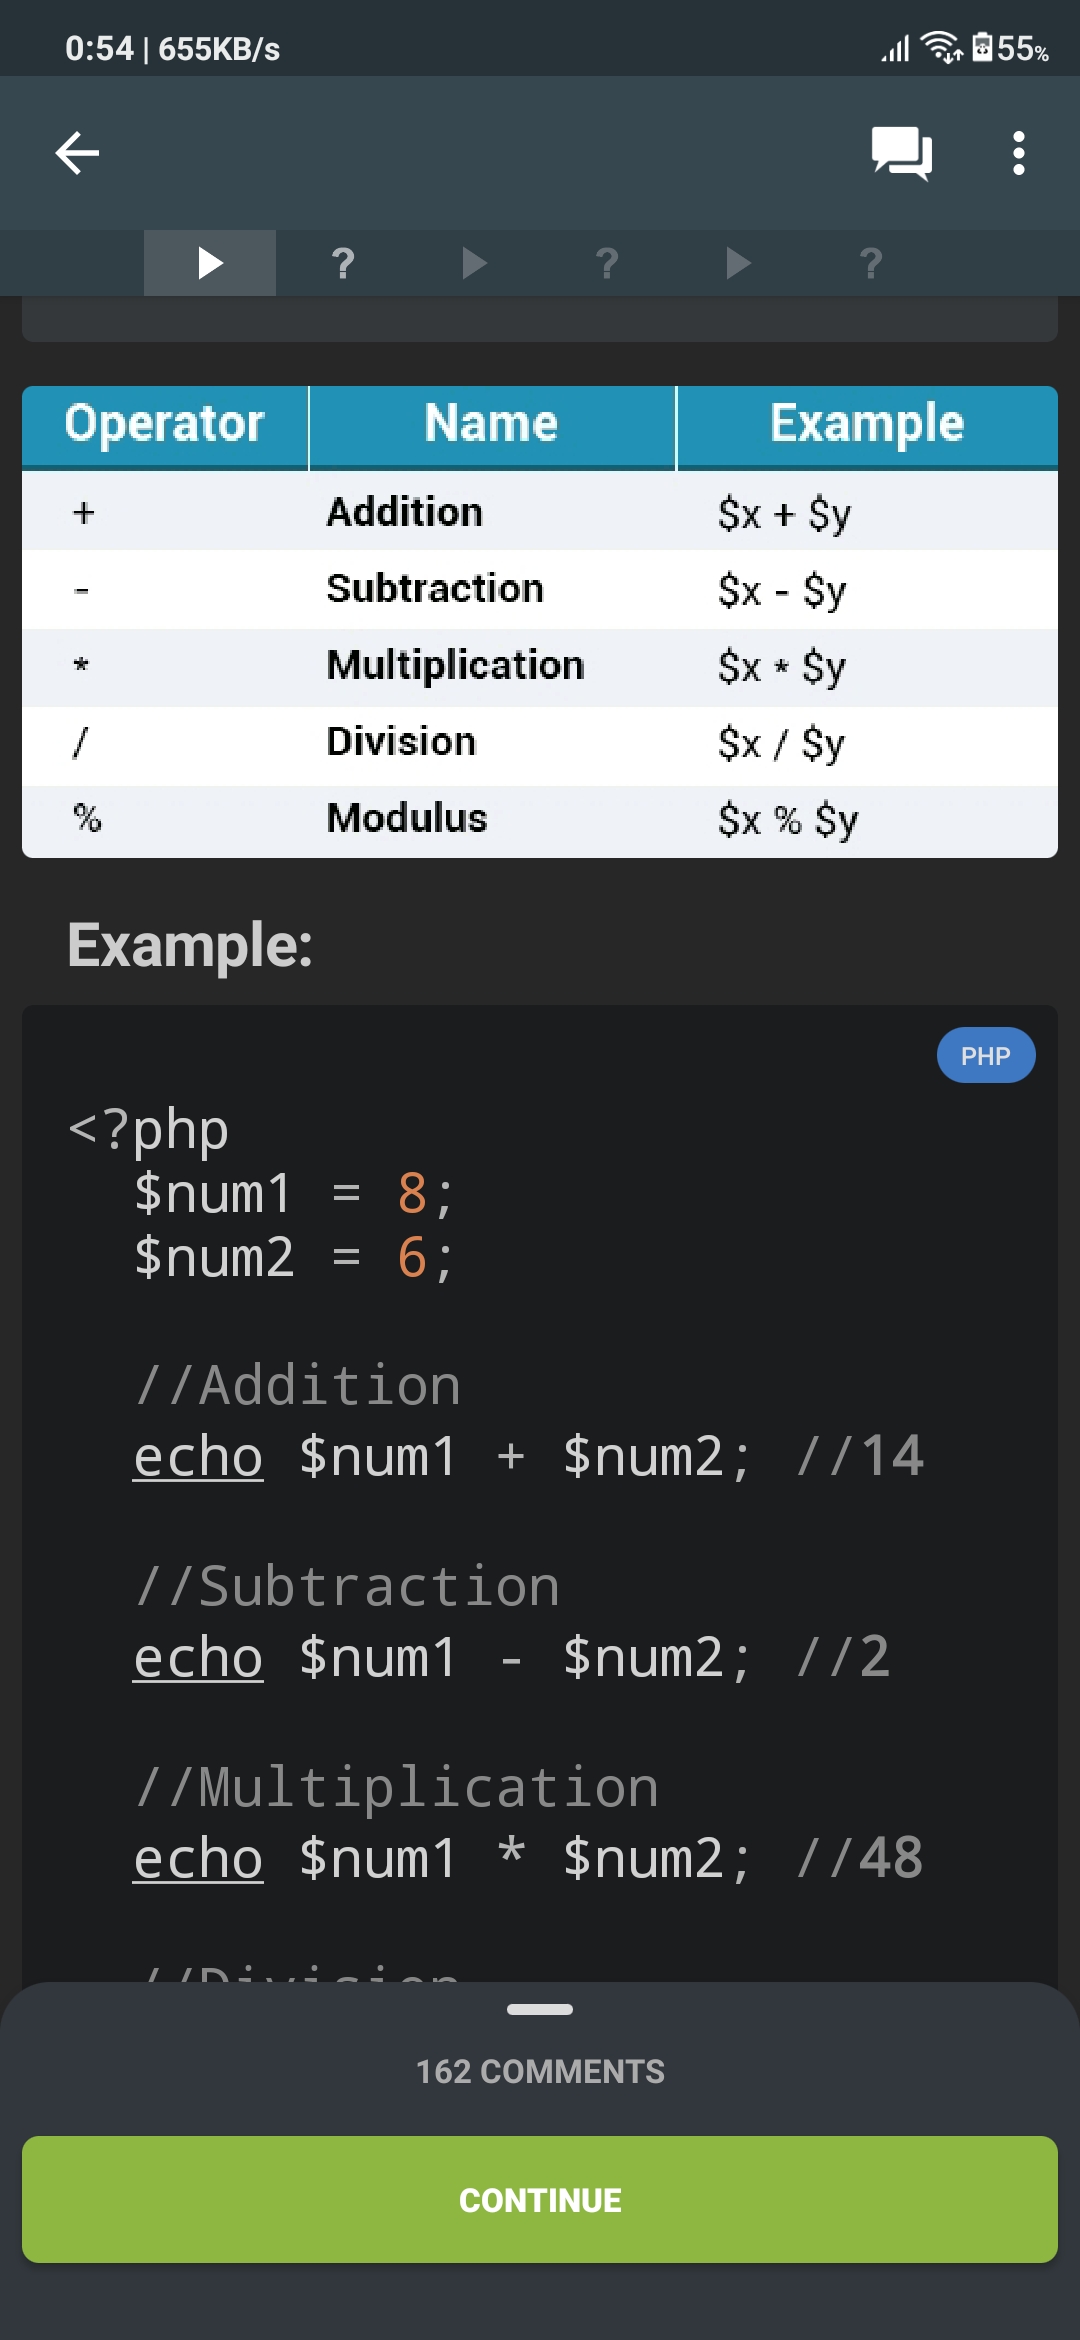 0:54 | 655KB/s 55%
? ? ?
Operator Name Example
+ Addition $x + $y
- Subtraction $x - $y
* Multiplication $x * $y
/ Division $x / $y
% Modulus $x % $y
Example:
PHP
<?php
$num1 = 8;
$num2 = 6;
//Addition
echo $num1 + $num2; //14
//Subtraction
echo $num1 - $num2; //2
//Multiplication
echo $num1 * $num2; //48
//Division
162 COMMENTS
CONTINUE